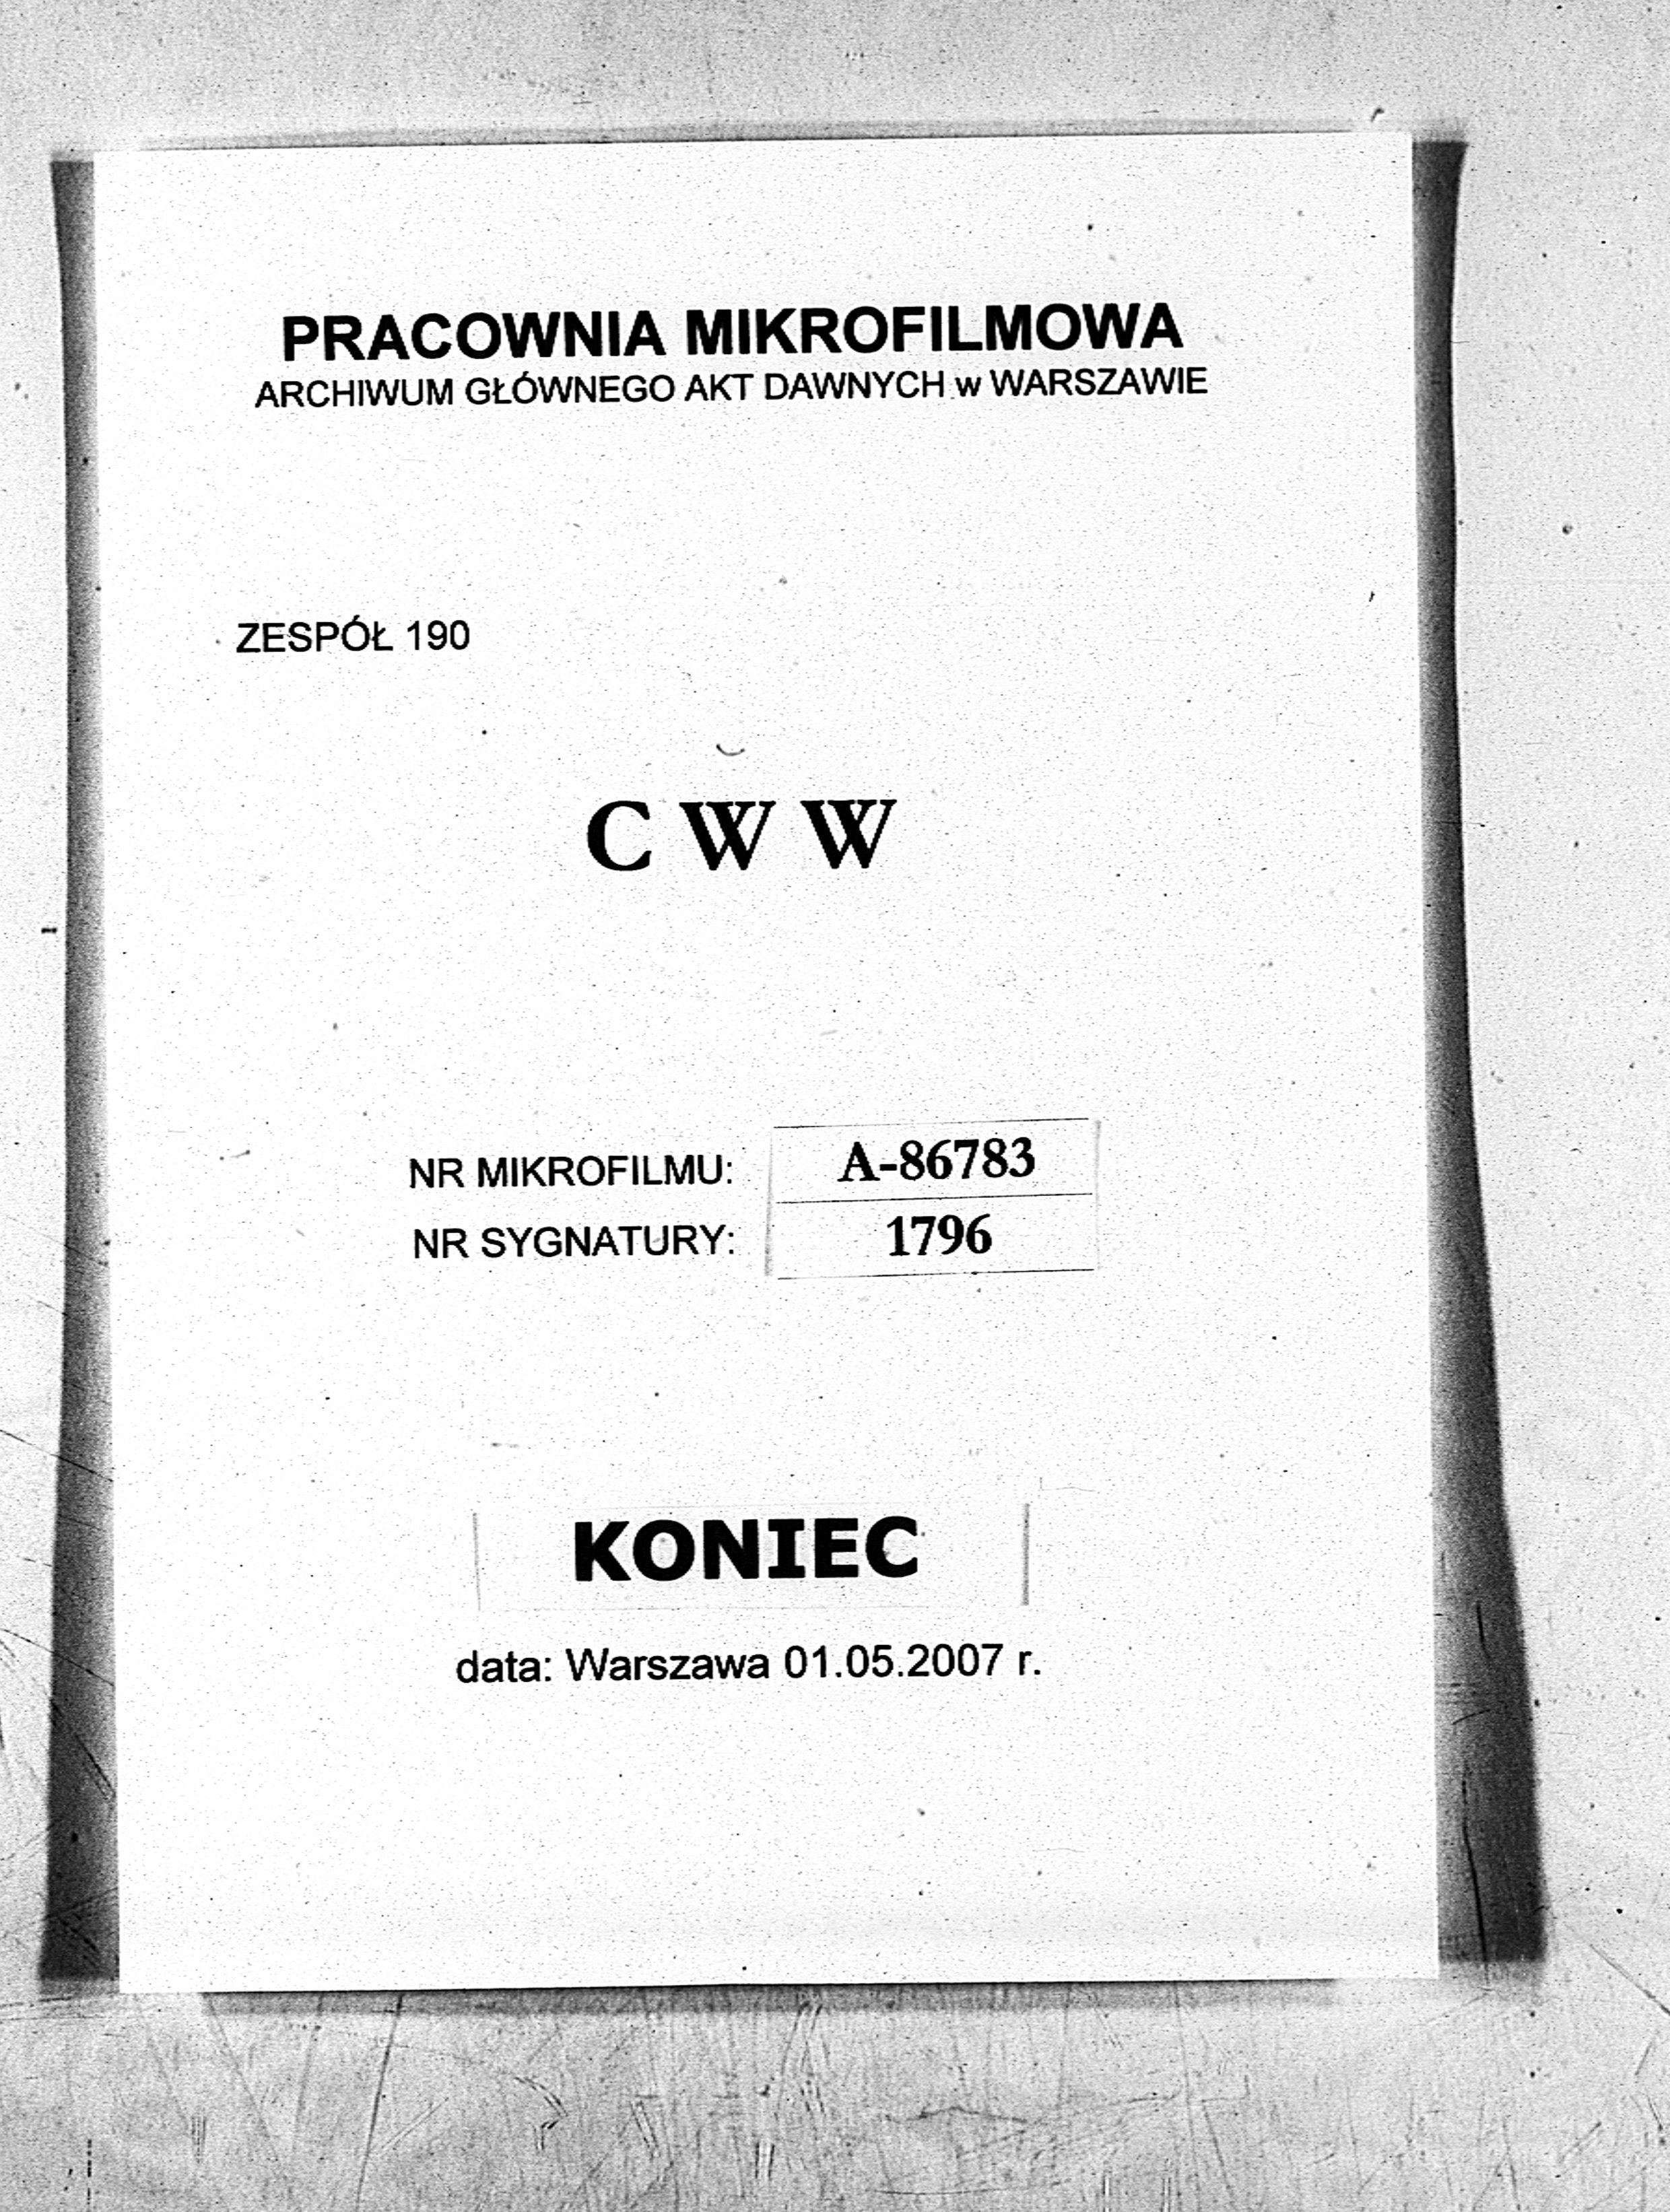 PRACOWNIA MIKROFILMOWA
ARCHIWUM GŁÓWNEGO AKT DAWNYCH w WARSZAWIE
ZESPÓŁ 190
C W W
NR MIKROFILMU: A-86783
NR SYGNATURY: 1796
KONIEC
data: Warszawa 01.05.2007 r.